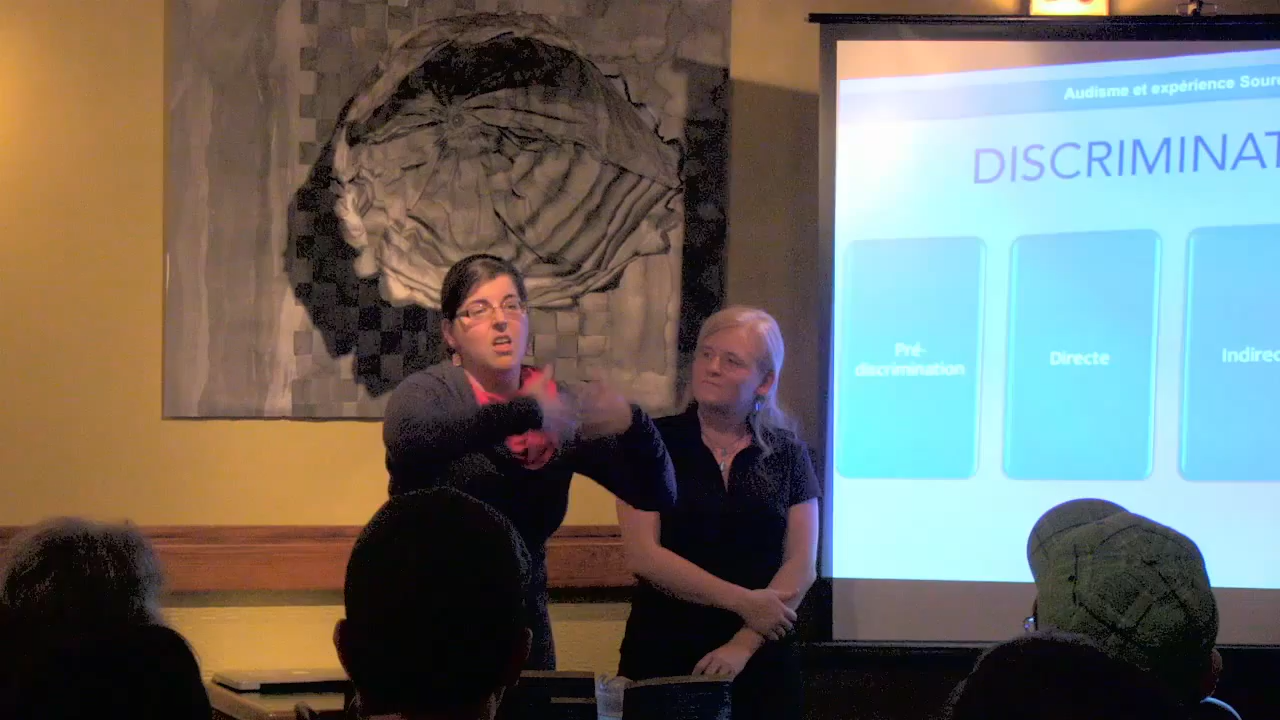 Audisme et expérience Sour
DISCRIMINAT
Pré-
discrimination
Directe
Indirec